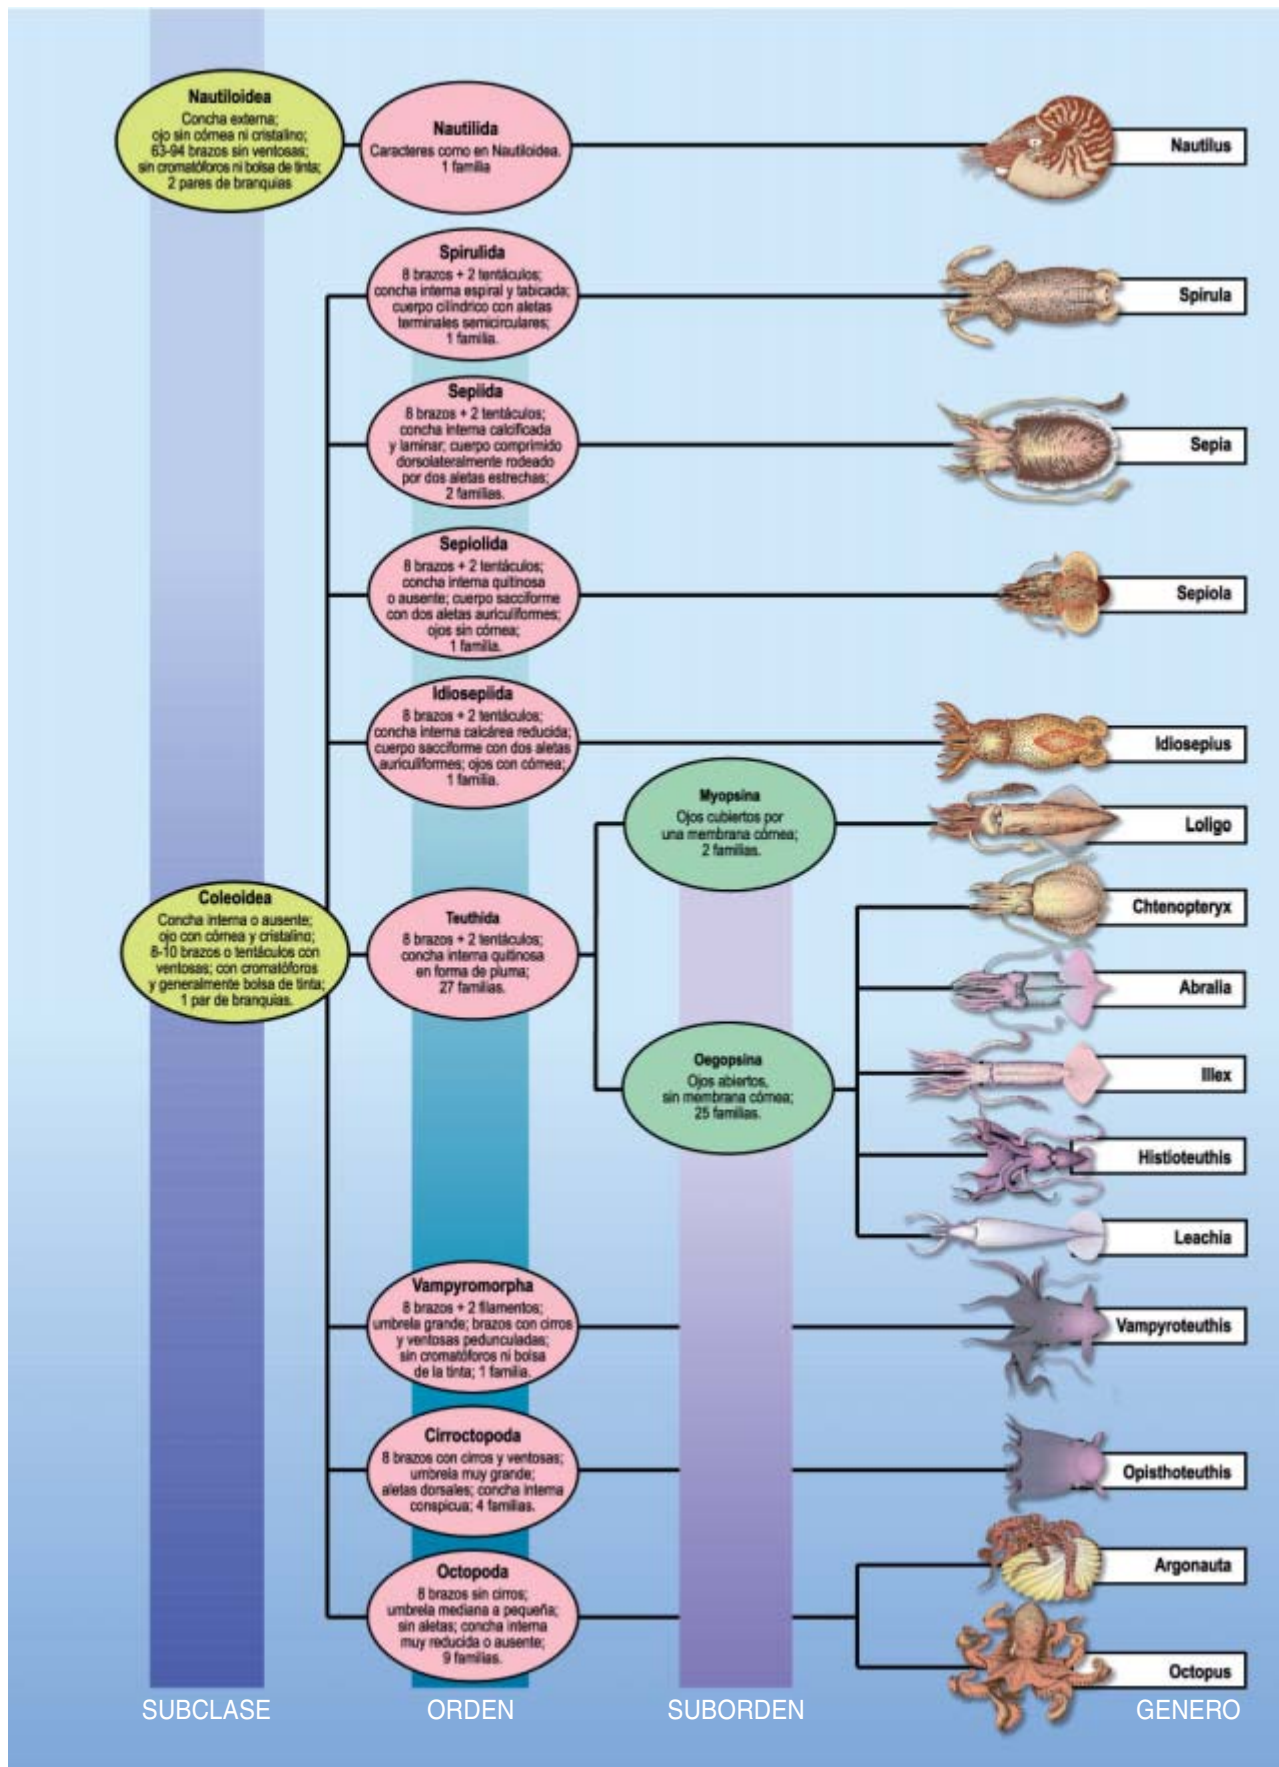 Nautiloidea
Concha externa;
ojo sin córnea ni cristalino;
63-94 brazos sin ventosas;
sin cromatóforos ni bolsa de tinta;
2 pares de branquias
Nautilida
Caracteres como en Nautiloidea.
1 familia
Nautilus
Spirulida
8 brazos + 2 tentáculos;
concha interna espiral y tabicada;
cuerpo cilíndrico con aletas
terminales semicirculares;
1 familia.
Spirula
Sepiida
8 brazos + 2 tentáculos;
concha interna calcificada
y laminar; cuerpo comprimido
dorsolateralmente rodeado
por dos aletas estrechas;
2 familias.
Sepia
Sepiolida
8 brazos + 2 tentáculos;
concha interna quitinosa
o ausente; cuerpo sacciforme
con dos aletas auriculiformes;
ojos sin córnea;
1 familia.
Sepiola
Idiosepiida
8 brazos + 2 tentáculos;
concha interna calcárea reducida;
cuerpo sacciforme con dos aletas
auriculiformes; ojos con córnea;
1 familia.
Idiosepius
Coleoidea
Concha interna o ausente;
ojo con córnea y cristalino;
8-10 brazos o tentáculos con
ventosas; con cromatóforos
y generalmente bolsa de tinta;
1 par de branquias.
Teuthida
8 brazos + 2 tentáculos;
concha interna quitinosa
en forma de pluma;
27 familias.
Myopsina
Ojos cubiertos por
una membrana córnea;
2 familias.
Loligo
Oegopsina
Ojos abiertos,
sin membrana córnea;
25 familias.
Chtenopteryx
Abralia
Illex
Histioteuthis
Leachia
Vampyromorpha
8 brazos + 2 filamentos;
umbrela grande; brazos con cirros
y ventosas pedunculadas;
sin cromatóforos ni bolsa
de la tinta; 1 familia.
Vampyroteuthis
Cirroctopoda
8 brazos con cirros y ventosas;
umbrela muy grande;
aletas dorsales; concha interna
conspicua; 4 familias.
Opisthoteuthis
Octopoda
8 brazos sin cirros;
umbrela mediana a pequeña;
sin aletas; concha interna
muy reducida o ausente;
9 familias.
Argonauta
Octopus
SUBCLASE
ORDEN
SUBORDEN
GENERO